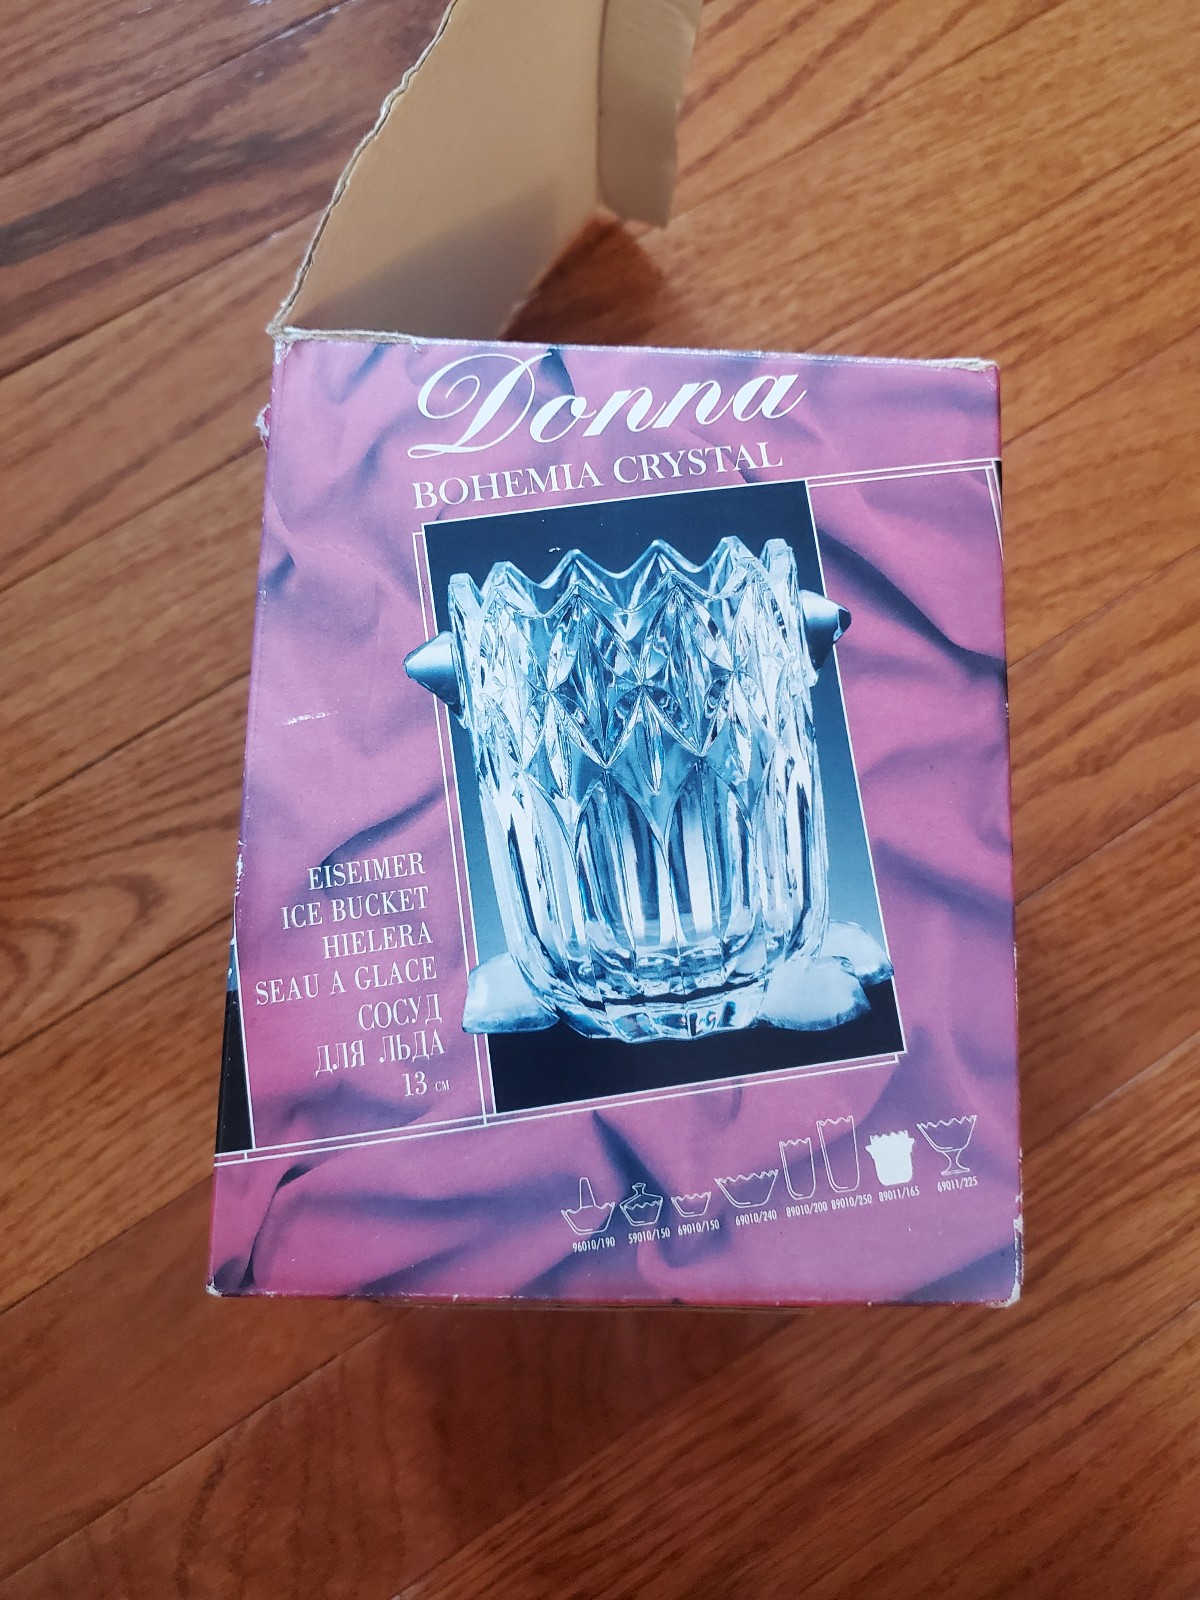 Donna
BOHEMIA CRYSTAL
EISEIMER
ICE BUCKET
HIELERA
SEAU A GLACE
СОСУД
ДЛЯ ЛЬДА
13 CM
96010/190 59010/150 69010/150 69010/240 89010/200 89010/250 89011/165 69011/225